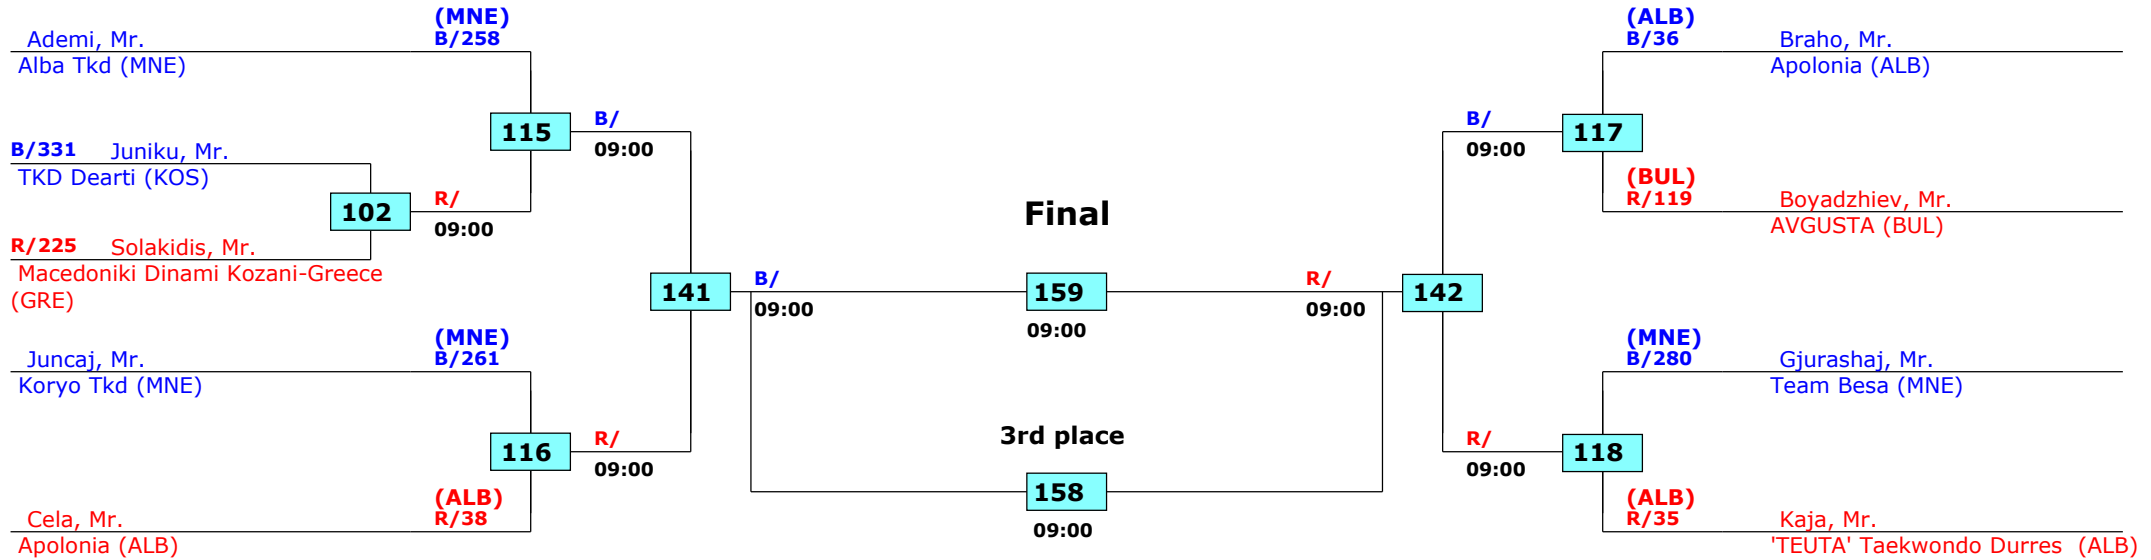 (MNE)
Ademi, Mr.
B/258
Alba Tkd (MNE)
115
B/
09:00
B/331 Juniku, Mr.
TKD Dearti (KOS)
102
R/
09:00
R/225 Solakidis, Mr.
Macedoniki Dinami Kozani-Greece
(GRE)
141
B/
09:00
(MNE)
Juncaj, Mr.
B/261
Koryo Tkd (MNE)
116
R/
09:00
(ALB)
Cela, Mr.
R/38
Apolonia (ALB)
Final
159
09:00
3rd place
158
09:00
(ALB)
B/36
Braho, Mr.
Apolonia (ALB)
B/
09:00
117
(BUL)
R/119
Boyadzhiev, Mr.
AVGUSTA (BUL)
R/
09:00
142
(MNE)
B/280
Gjurashaj, Mr.
Team Besa (MNE)
R/
09:00
118
(ALB)
R/35
Kaja, Mr.
'TEUTA' Taekwondo Durres (ALB)